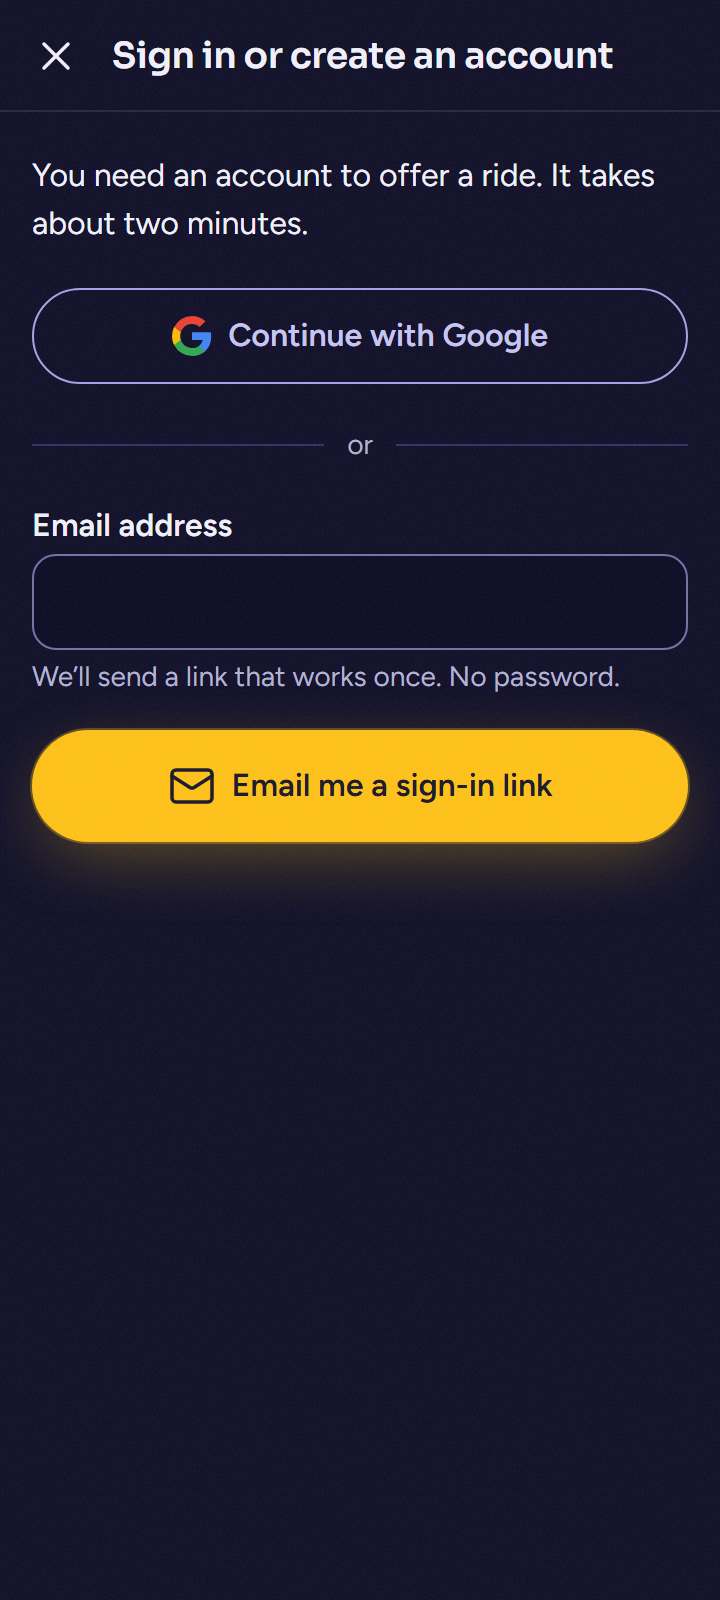 Sign in or create an account
You need an account to offer a ride. It takes
about two minutes.
Continue with Google
or
Email address
We’ll send a link that works once. No password.
Email me a sign-in link